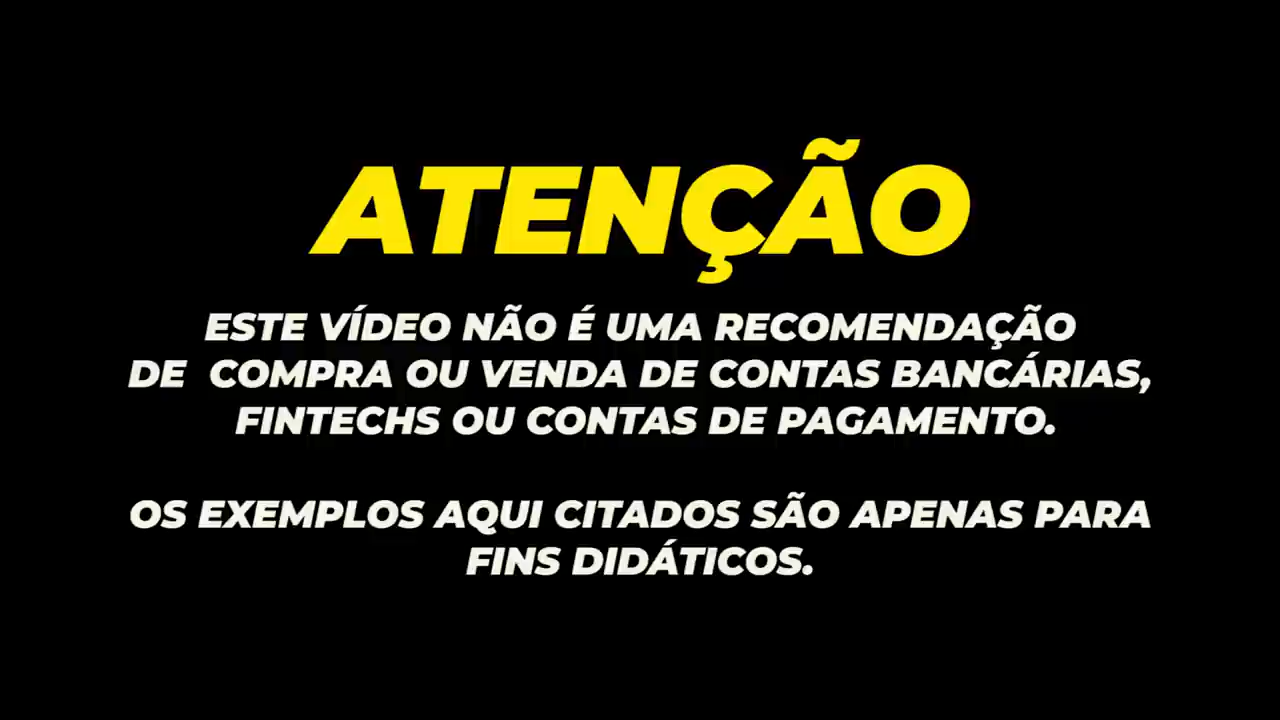 ATENÇÃO
ESTE VÍDEO NÃO É UMA RECOMENDAÇÃO
DE COMPRA OU VENDA DE CONTAS BANCÁRIAS,
FINTECHS OU CONTAS DE PAGAMENTO.
OS EXEMPLOS AQUI CITADOS SÃO APENAS PARA
FINS DIDÁTICOS.